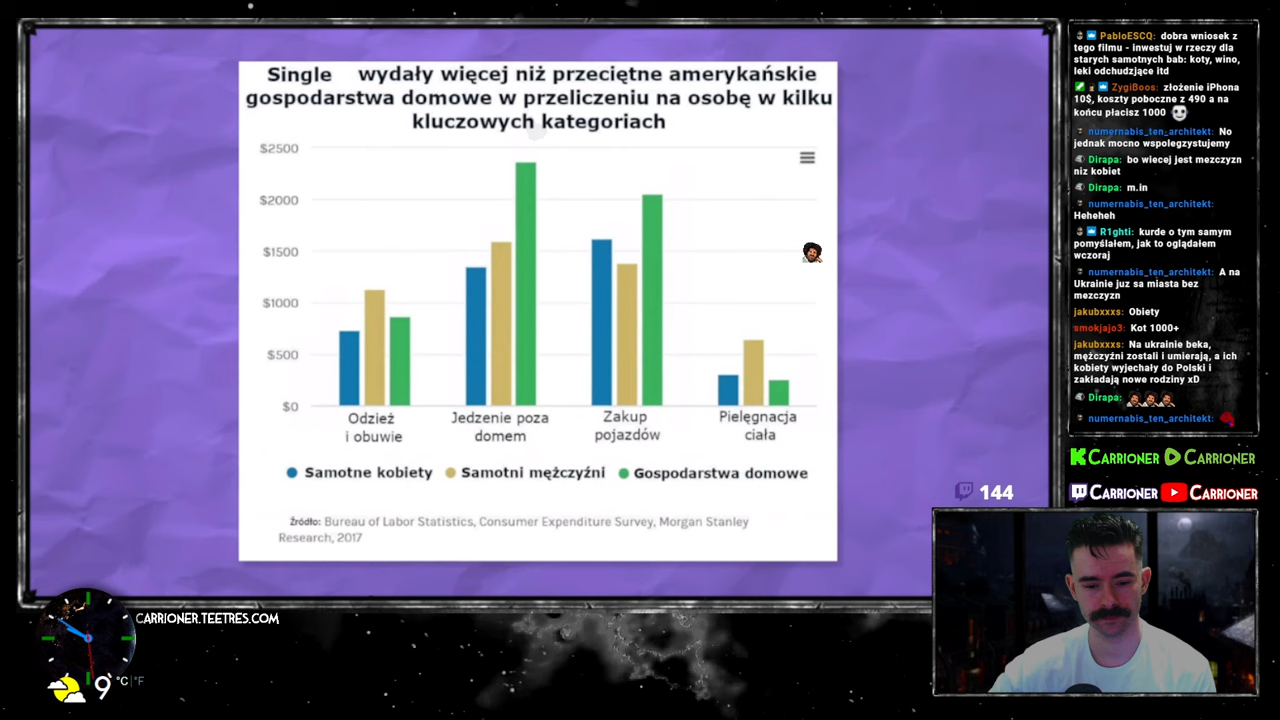 Single wydały więcej niż przeciętne amerykańskie
gospodarstwa domowe w przeliczeniu na osobę w kilku
kluczowych kategoriach
$2500
$2000
$1500
$1000
$500
$0
Odzież
i obuwie
Jedzenie poza
domem
Zakup
pojazdów
Pielęgnacja
ciała
Samotne kobiety
Samotni mężczyźni
Gospodarstwa domowe
Źródło: Bureau of Labor Statistics, Consumer Expenditure Survey, Morgan Stanley
Research, 2017
144
CARRIONER.TEETRES.COM
9 °C °F
PabloESCQ: dobra wniosek z
tego filmu - inwestuj w rzeczy dla
starych samotnych bab: koty, wino,
leki odchudzające itd
ZygiBoos: złożenie iPhona
10$, koszty poboczne z 490 a na
końcu płacisz 1000
numernabis_ten_architekt: No
jednak mocno wspolegzystujemy
Dirapa: bo wiecej jest mezczyzn
niz kobiet
Dirapa: m.in
numernabis_ten_architekt:
Heheheh
R1ghti: kurde o tym samym
pomyślałem, jak to oglądałem
wczoraj
numernabis_ten_architekt: A na
Ukrainie juz sa miasta bez
mezczyzn
jakubxxxs: Obiety
smokjajo3: Kot 1000+
jakubxxxs: Na ukrainie beka,
mężczyźni zostali i umierają, a ich
kobiety wyjechały do Polski i
zakładają nowe rodziny xD
Dirapa:
numernabis_ten_architekt:
CARRIONER CARRIONER
CARRIONER CARRIONER